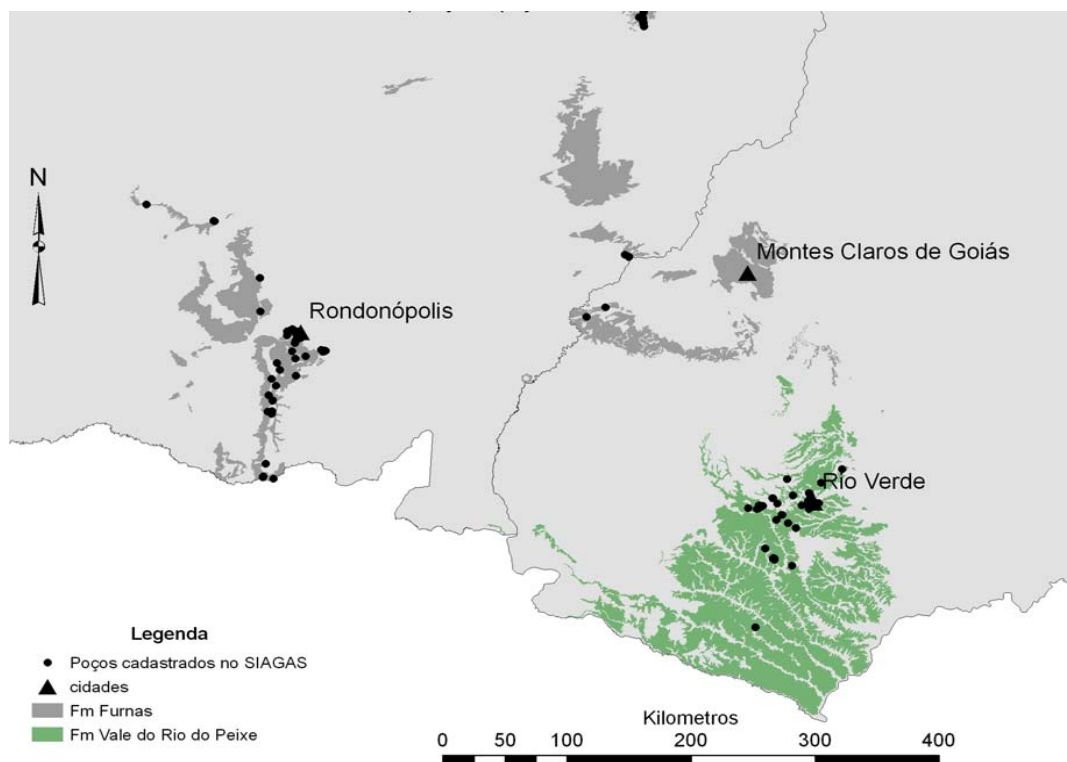 N
Montes Claros de Goiás
Rondonópolis
Rio Verde
Legenda
Poços cadastrados no SIAGAS
cidades
Fm Furnas
Fm Vale do Rio do Peixe
Kilometros
0 50 100 200 300 400